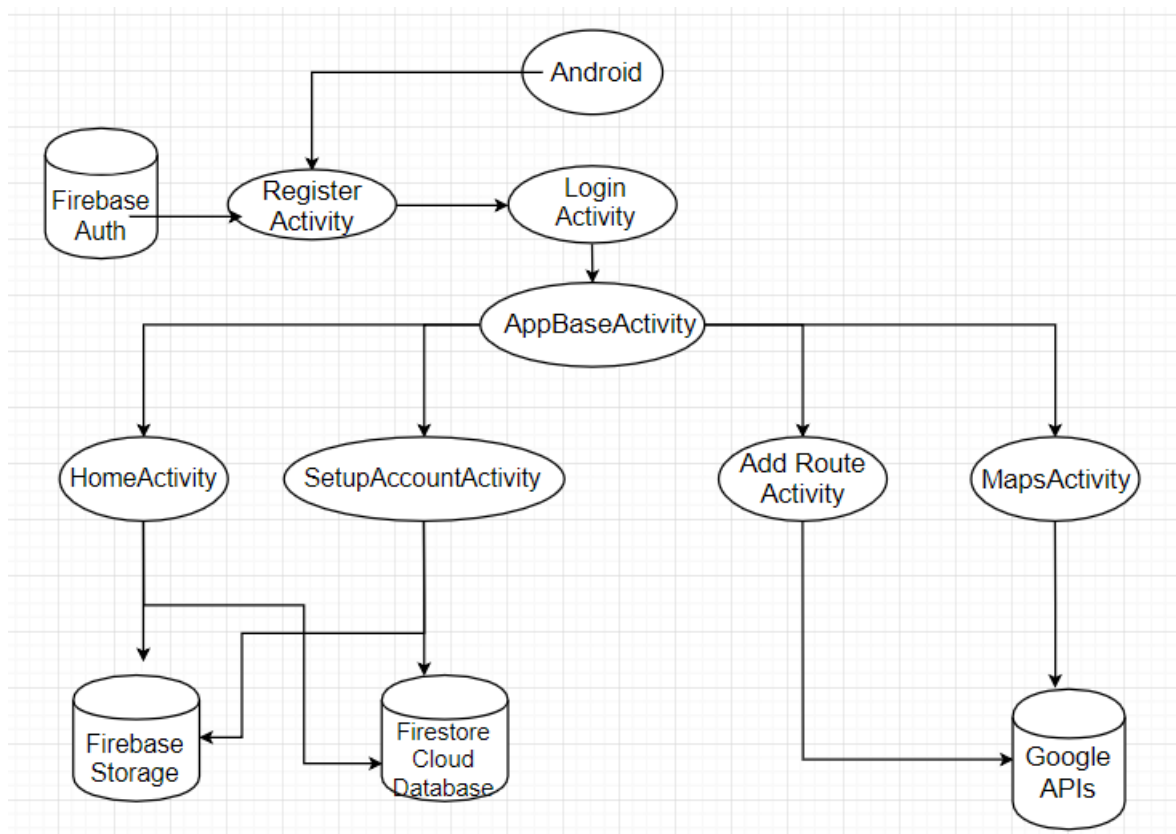 Android
Firebase
Auth
Register
Activity
Login
Activity
AppBaseActivity
HomeActivity
SetupAccountActivity
Add Route
Activity
MapsActivity
Firebase
Storage
Firestore
Cloud
Database
Google
APIs